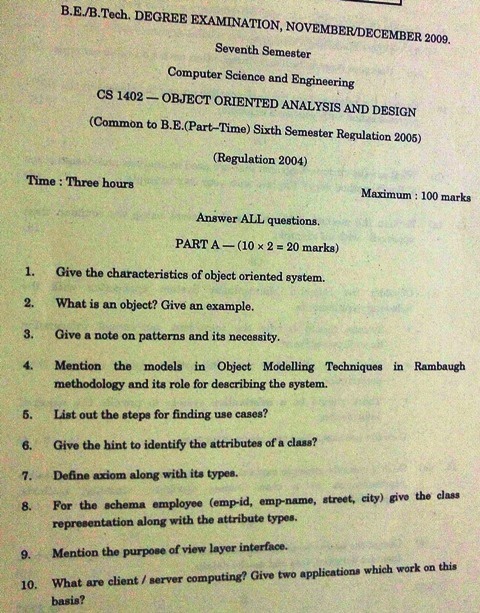 B.E./B.Tech. DEGREE EXAMINATION, NOVEMBER/DECEMBER 2009.
Seventh Semester
Computer Science and Engineering
CS 1402 — OBJECT ORIENTED ANALYSIS AND DESIGN
(Common to B.E.(Part–Time) Sixth Semester Regulation 2005)
(Regulation 2004)
Time : Three hours
Maximum : 100 marks
Answer ALL questions.
PART A — (10 × 2 = 20 marks)
1. Give the characteristics of object oriented system.
2. What is an object? Give an example.
3. Give a note on patterns and its necessity.
4. Mention the models in Object Modelling Techniques in Rambaugh
methodology and its role for describing the system.
5. List out the steps for finding use cases?
6. Give the hint to identify the attributes of a class?
7. Define axiom along with its types.
8. For the schema employee (emp-id, emp-name, street, city) give the class
representation along with the attribute types.
9. Mention the purpose of view layer interface.
10. What are client / server computing? Give two applications which work on this
basis?